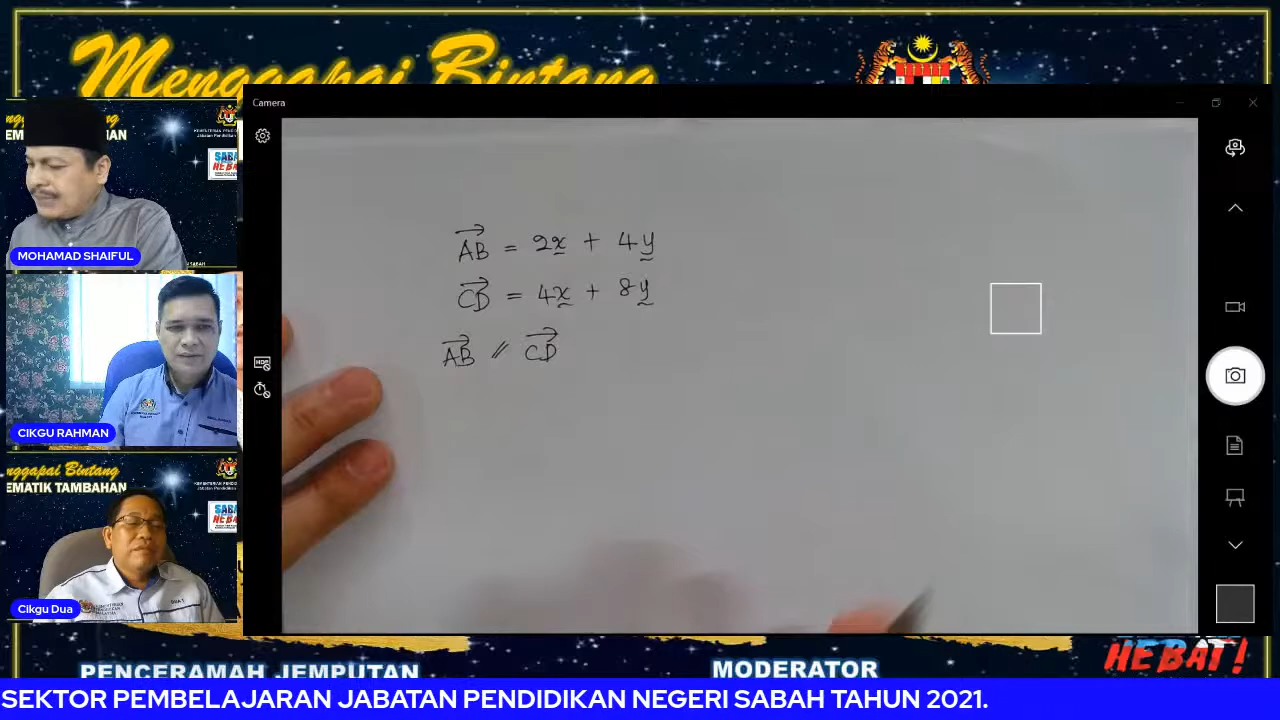 Menggapai Bintang
Camera
MOHAMAD SHAIFUL
CIKGU RAHMAN
nggapai Bintang
EMATIK TAMBAHAN
Cikgu Dua
AB = 2x + 4y
CD = 4x + 8y
AB // CD
PENCERAMAH JEMPUTAN
MODERATOR
HEBAT!
SEKTOR PEMBELAJARAN JABATAN PENDIDIKAN NEGERI SABAH TAHUN 2021.